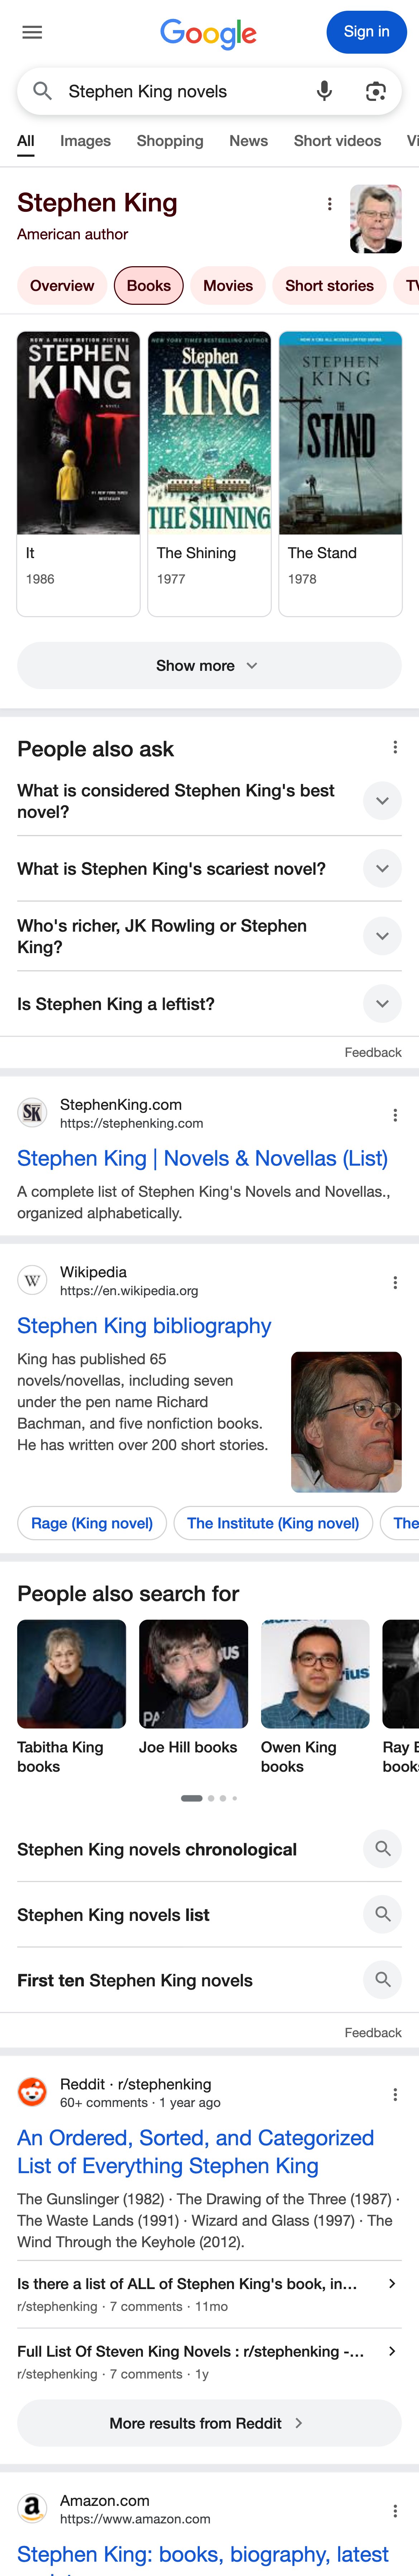 Google
Sign in
Stephen King novels
All Images Shopping News Short videos
Stephen King
American author
Overview Books Movies Short stories
NOW A MAJOR MOTION PICTURE
STEPHEN
KING
A NOVEL
IT
#1 NEW YORK TIMES
BESTSELLER
NEW YORK TIMES BESTSELLING AUTHOR
Stephen
KING
THE SHINING
STEPHEN
KING
THE
STAND
It
1986
The Shining
1977
The Stand
1978
Show more
People also ask
What is considered Stephen King's best
novel?
What is Stephen King's scariest novel?
Who's richer, JK Rowling or Stephen
King?
Is Stephen King a leftist?
Feedback
SK
StephenKing.com
https://stephenking.com
Stephen King | Novels & Novellas (List)
A complete list of Stephen King's Novels and Novellas.,
organized alphabetically.
W
Wikipedia
https://en.wikipedia.org
Stephen King bibliography
King has published 65
novels/novellas, including seven
under the pen name Richard
Bachman, and five nonfiction books.
He has written over 200 short stories.
Rage (King novel) The Institute (King novel) The
People also search for
Tabitha King
books
Joe Hill books
Owen King
books
Ray
Stephen King novels chronological
Stephen King novels list
First ten Stephen King novels
Feedback
Reddit · r/stephenking
60+ comments · 1 year ago
An Ordered, Sorted, and Categorized
List of Everything Stephen King
The Gunslinger (1982) · The Drawing of the Three (1987) ·
The Waste Lands (1991) · Wizard and Glass (1997) · The
Wind Through the Keyhole (2012).
Is there a list of ALL of Stephen King's book, in...
r/stephenking · 7 comments · 11mo
Full List Of Steven King Novels : r/stephenking -...
r/stephenking · 7 comments · 1y
More results from Reddit
a
Amazon.com
https://www.amazon.com
Stephen King: books, biography, latest